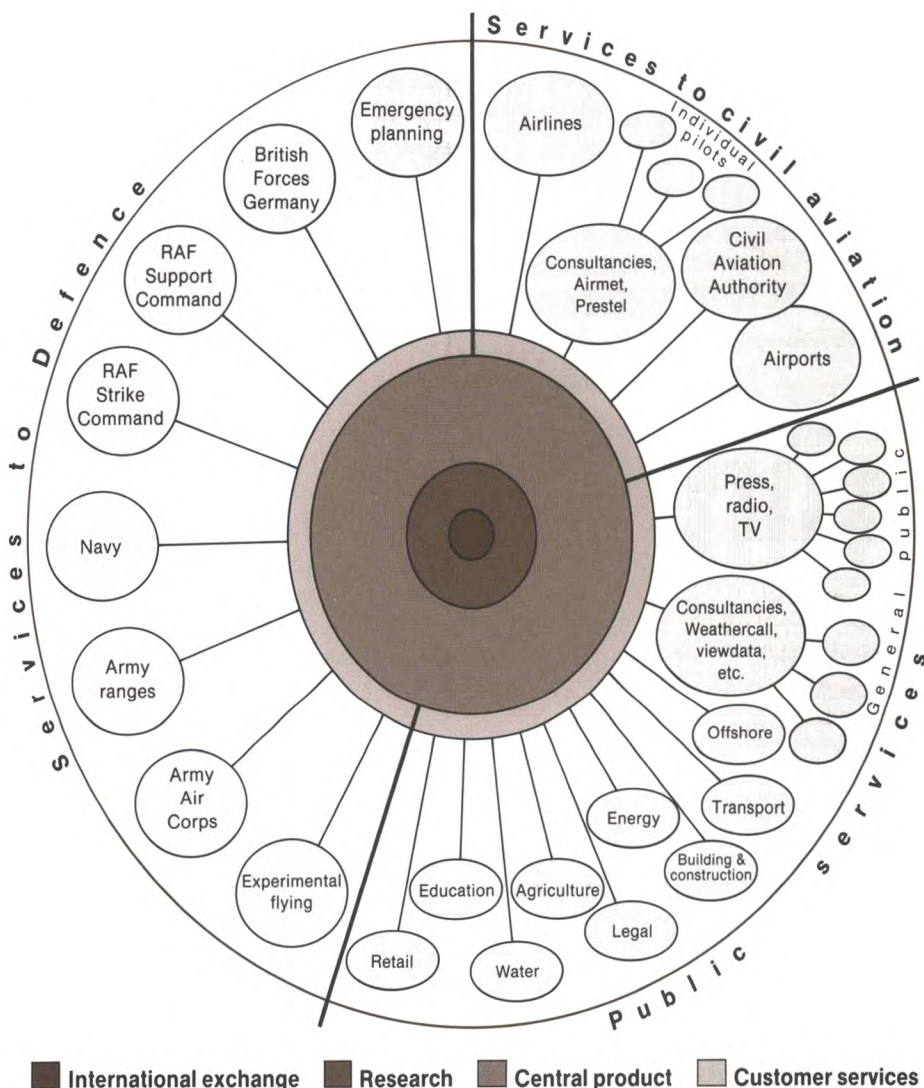 Services to civil aviation
Individual
pilots
Emergency
planning
Airlines
British
Forces
Germany
Civil
Aviation
Authority
Consultancies,
Airmet,
Prestel
RAF
Support
Command
Airports
Services to Defence
RAF
Strike
Command
Press,
radio,
TV
General public
Navy
Consultancies,
Weathercall,
viewdata,
etc.
Army
ranges
Offshore
Army
Air
Corps
Transport
Energy
Building &
construction
Experimental
flying
Education
Agriculture
Legal
Retail
Water
Public services
International exchange
Research
Central product
Customer services